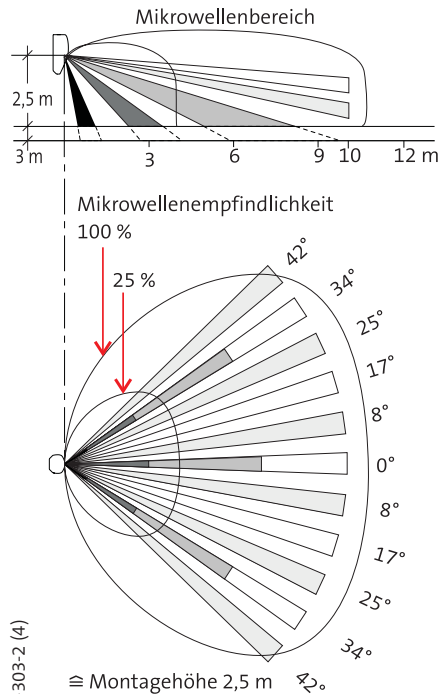 Mikrowellenbereich
2,5 m
3 m 3 6 9 10 12 m
Mikrowellenempfindlichkeit
100 %
25 %
42°
34°
25°
17°
8°
0°
8°
17°
25°
34°
42°
303-2 (4)
≘ Montagehöhe 2,5 m